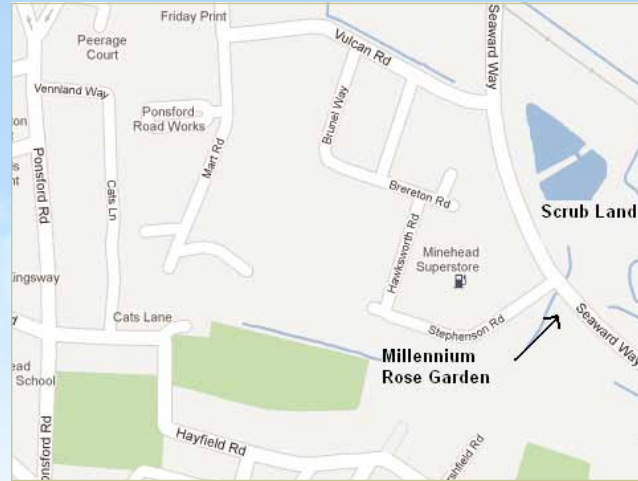 Friday Print
Peerage
Court
Vulcan Rd
Seaward Way
Vennland Way
Ponsford
Road Works
Brunel Way
Ponsford Rd
Mart Rd
Cats Ln
Brereton Rd
Scrub Land
Hawksworth Rd
Minehead
Superstore
Kingsway
Cats Lane
Stephenson Rd
Seaward Way
Millennium
Rose Garden
School
Ponsford Rd
Hayfield Rd